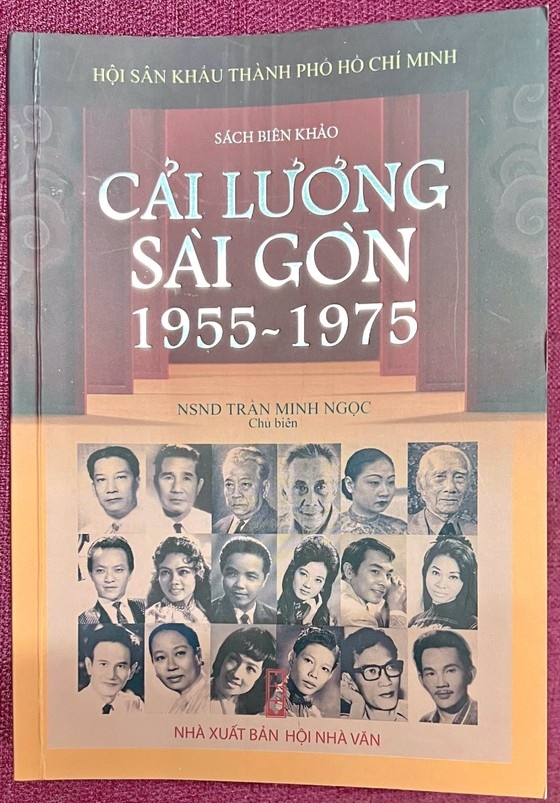 HỘI SÂN KHẤU THÀNH PHỐ HỒ CHÍ MINH
SÁCH BIÊN KHẢO
CẢI LƯƠNG
SÀI GÒN
1955~1975
NSND TRẦN MINH NGỌC
Chủ biên
NHÀ XUẤT BẢN HỘI NHÀ VĂN